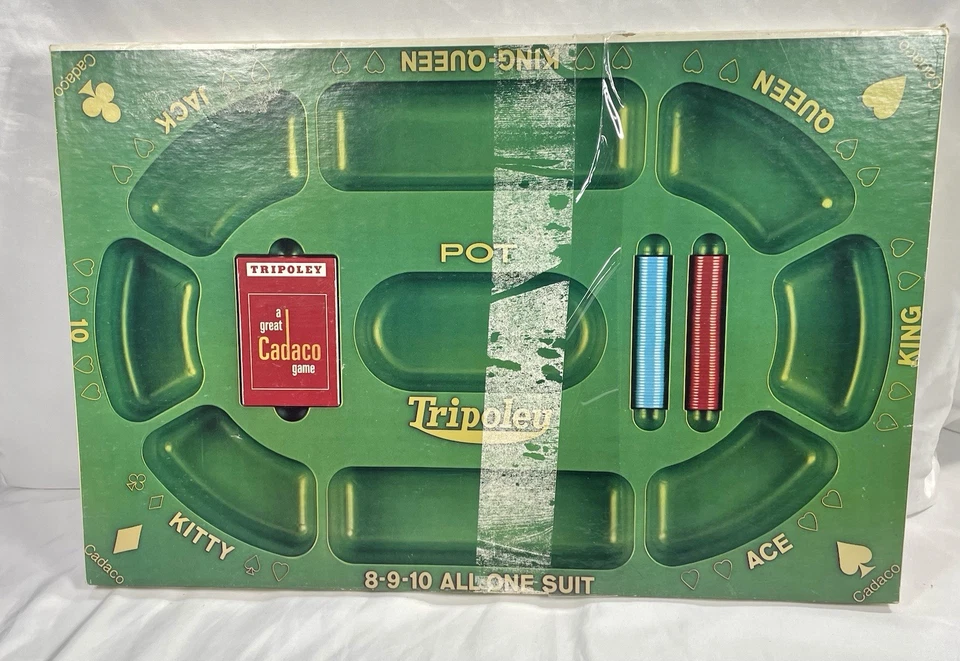 Cadaco
KING-QUEEN
Cadaco
JACK
QUEEN
POT
TRIPOLEY
a
great
Cadaco
game
10
KING
Tripoley
KITTY
ACE
Cadaco
8-9-10 ALL ONE SUIT
Cadaco